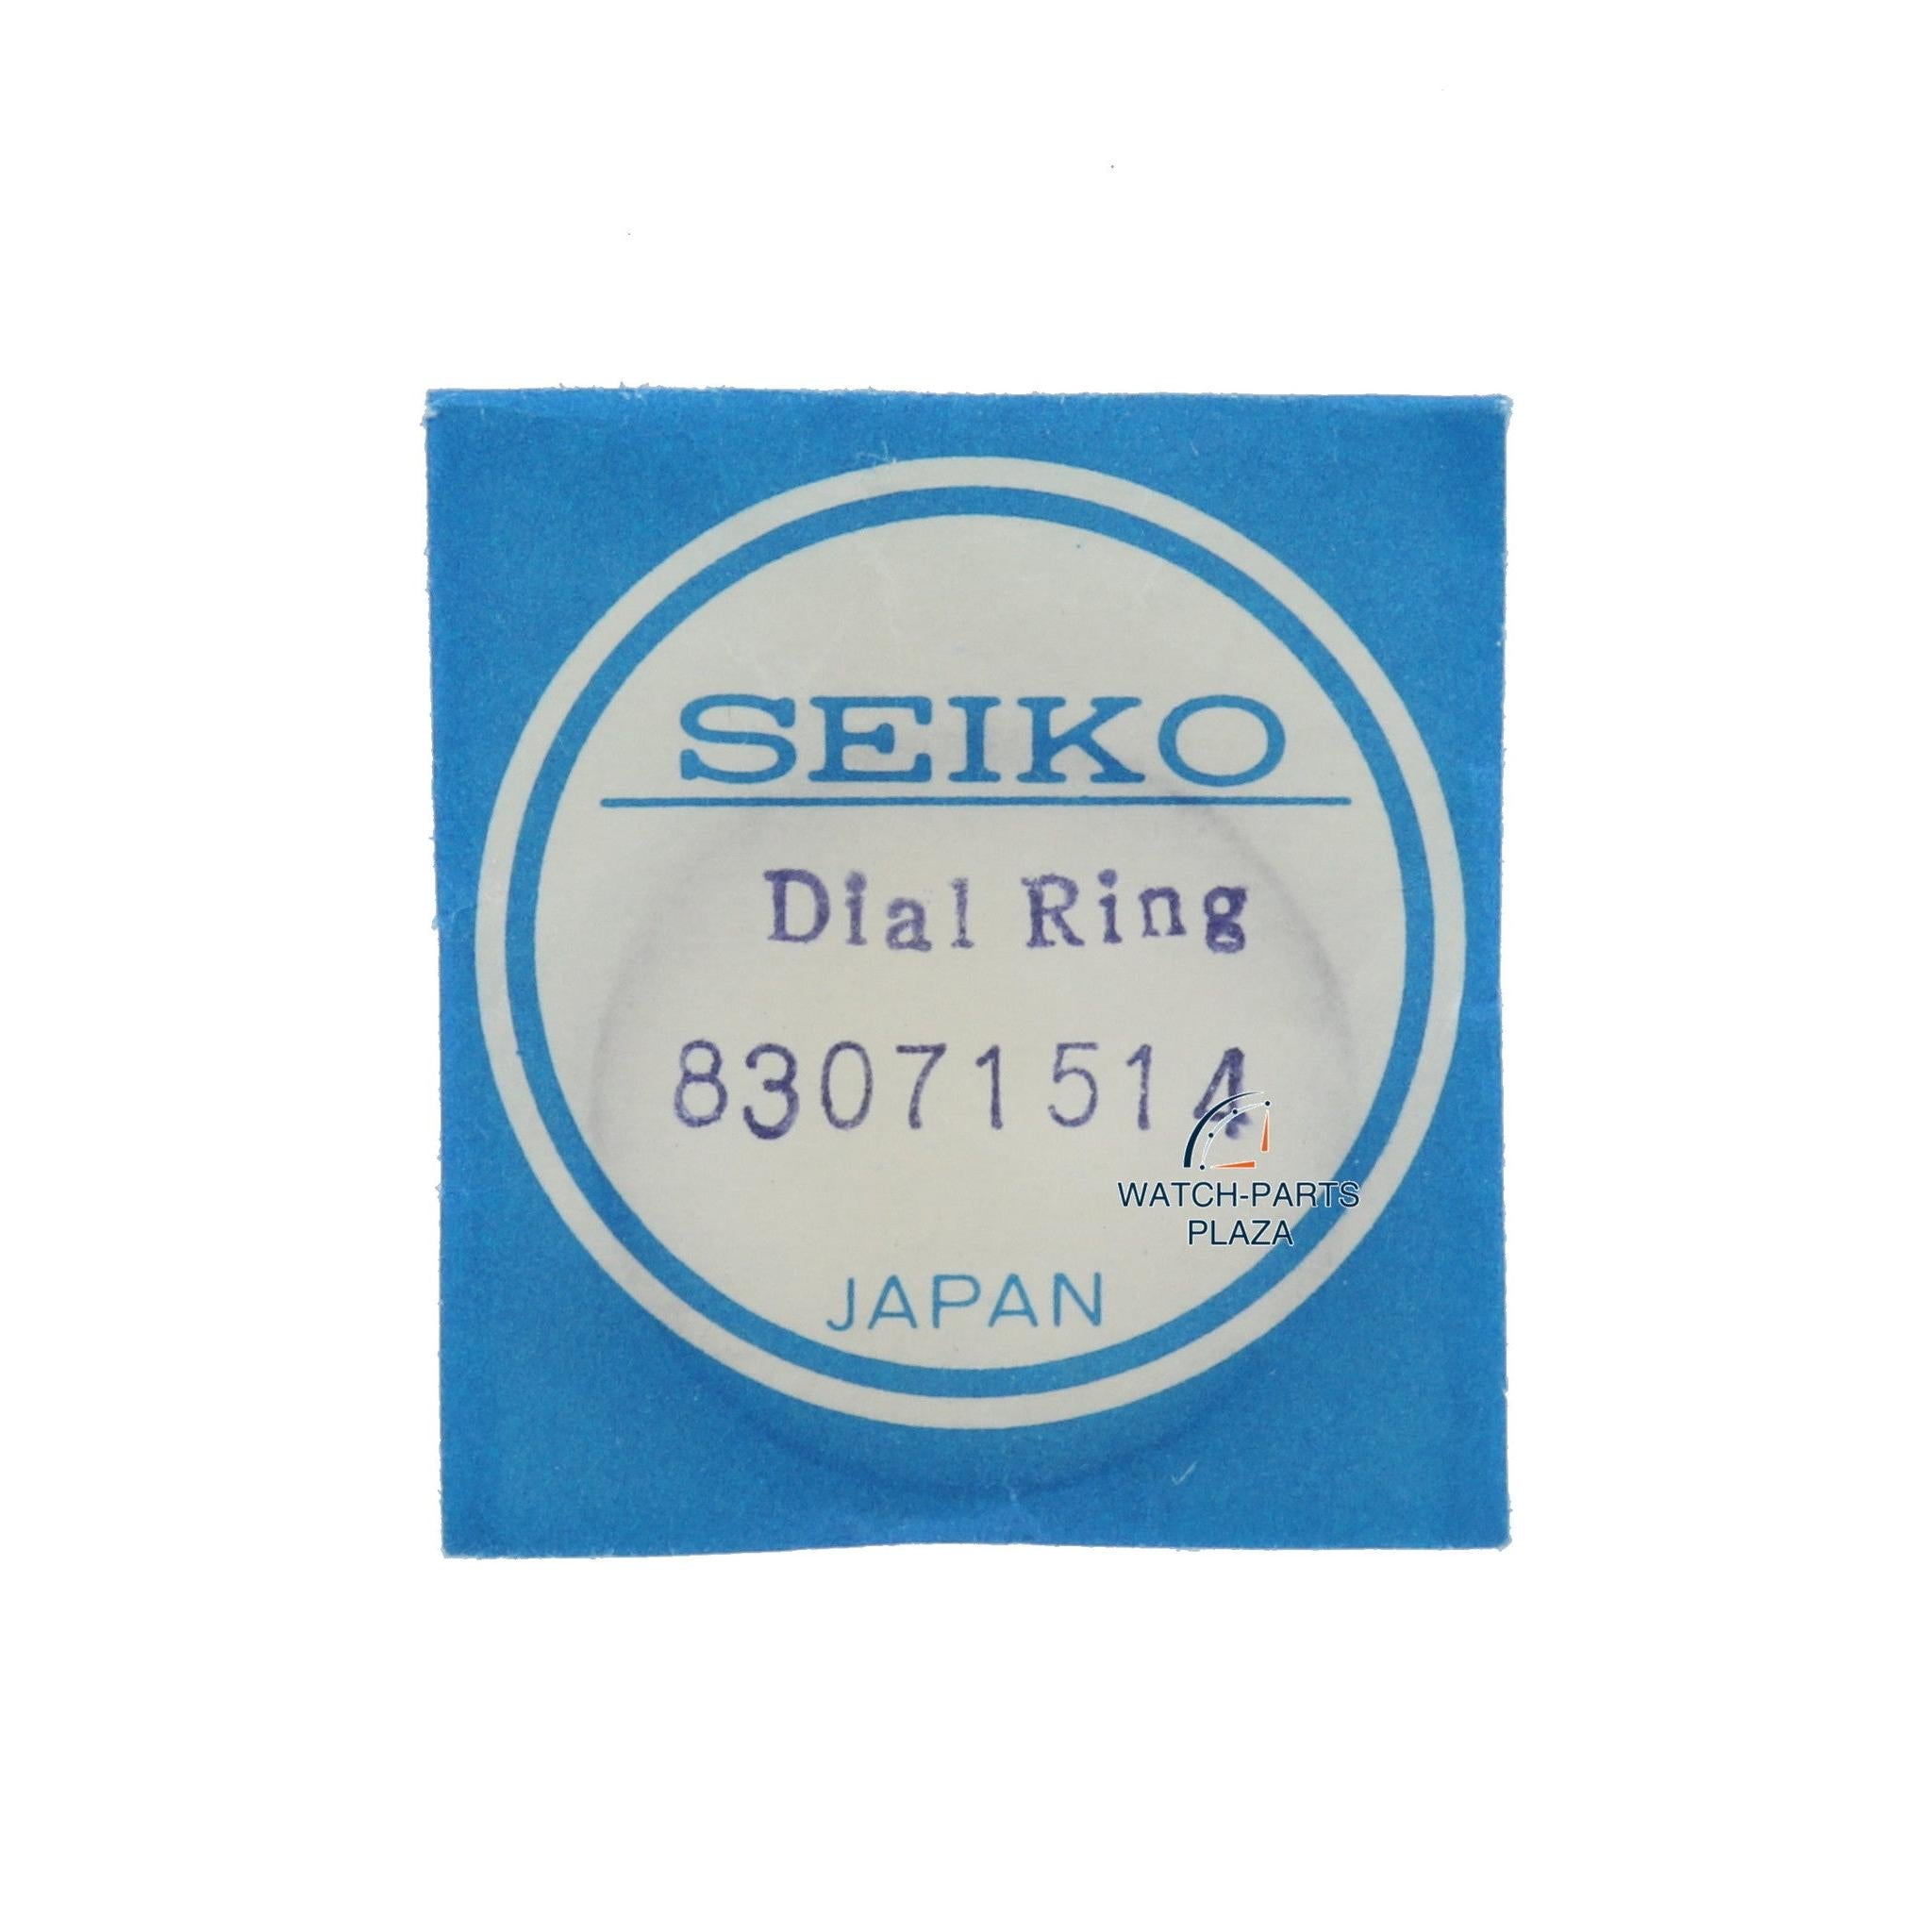 SEIKO
Dial Ring
83071514
WATCH-PARTS
PLAZA
JAPAN